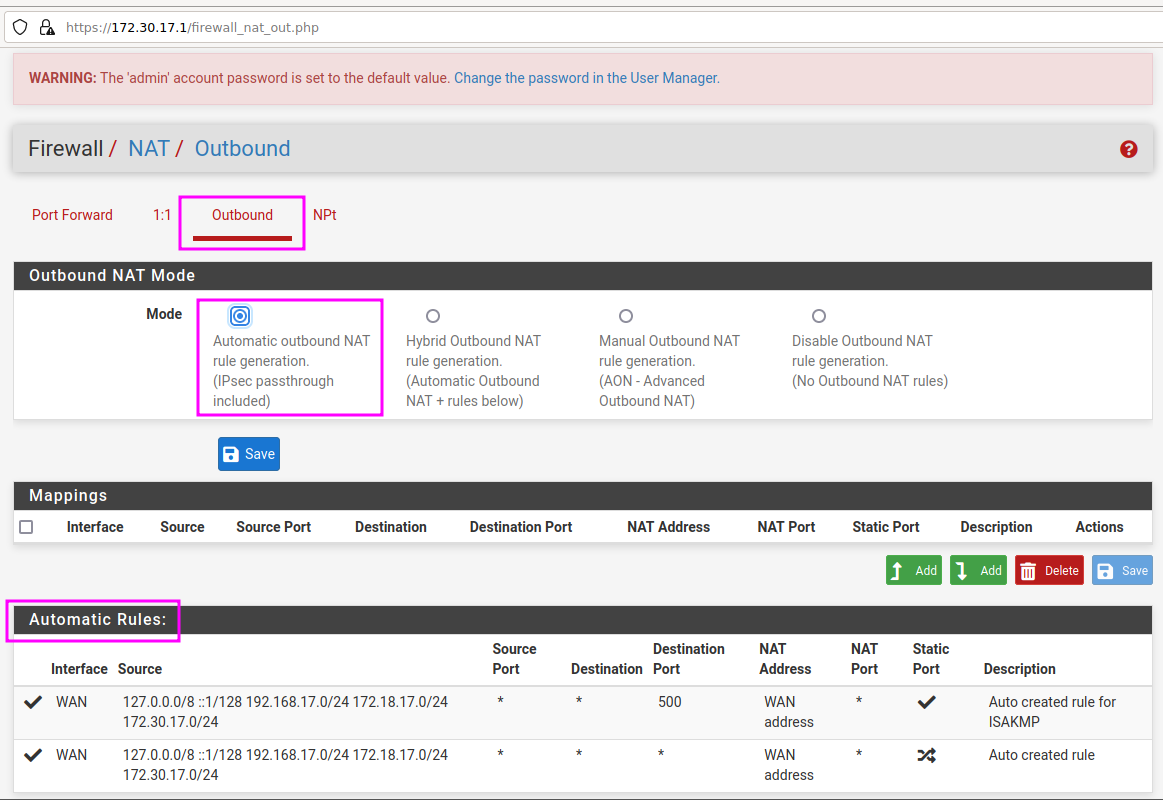 https://172.30.17.1/firewall_nat_out.php
WARNING: The 'admin' account password is set to the default value. Change the password in the User Manager.
Firewall / NAT / Outbound
Port Forward 1:1 Outbound NPt
Outbound NAT Mode
Mode
Automatic outbound NAT
rule generation.
(IPsec passthrough
included)
Hybrid Outbound NAT
rule generation.
(Automatic Outbound
NAT + rules below)
Manual Outbound NAT
rule generation.
(AON - Advanced
Outbound NAT)
Disable Outbound NAT
rule generation.
(No Outbound NAT rules)
Save
Mappings
Interface Source Source Port Destination Destination Port NAT Address NAT Port Static Port Description Actions
Add Add Delete Save
Automatic Rules:
Interface Source Source Port Destination Destination Port NAT Address NAT Port Static Port Description
WAN 127.0.0.0/8 ::1/128 192.168.17.0/24 172.18.17.0/24 * * 500 WAN * Auto created rule for
172.30.17.0/24 address ISAKMP
WAN 127.0.0.0/8 ::1/128 192.168.17.0/24 172.18.17.0/24 * * * WAN * Auto created rule
172.30.17.0/24 address